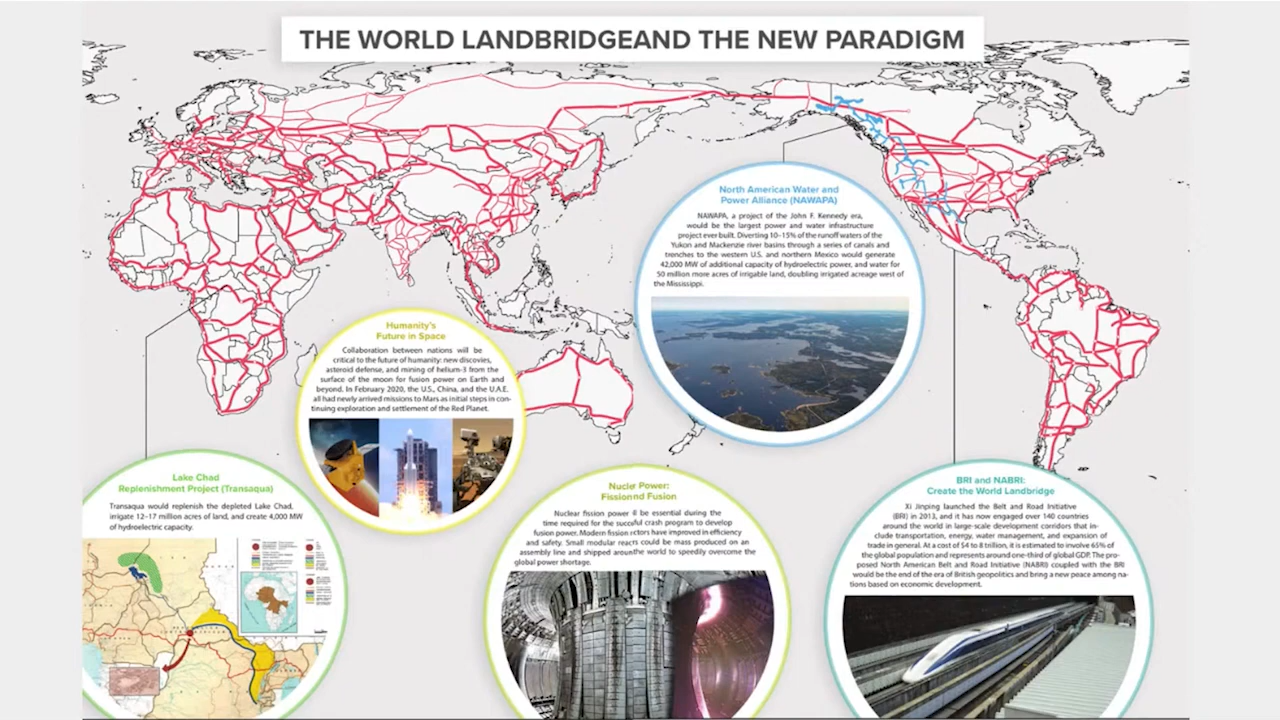 THE WORLD LANDBRIDGEAND THE NEW PARADIGM
North American Water and
Power Alliance (NAWAPA)
NAWAPA, a project of the John F. Kennedy era,
would be the largest power and water infrastructure
project ever built. Diverting 10–15% of the runoff waters of the
Yukon and Mackenzie river basins through a series of canals and
trenches to the western U.S. and northern Mexico would generate
42,000 MW of additional capacity of hydroelectric power, and water for
50 million more acres of irrigable land, doubling irrigated acreage west of
the Mississippi.
Humanity's
Future in Space
Collaboration between nations will be
critical to the future of humanity: new discovies,
asteroid defense, and mining of helium-3 from the
surface of the moon for fusion power on Earth and
beyond. In February 2020, the U.S., China, and the U.A.E.
all had newly arrived missions to Mars as initial steps in con-
tinuing exploration and settlement of the Red Planet.
Lake Chad
Replenishment Project (Transaqua)
Transaqua would replenish the depleted Lake Chad,
irrigate 12–17 million acres of land, and create 4,000 MW
of hydroelectric capacity.
Nuclear Power:
Fission and Fusion
Nuclear fission power ll be essential during the
time required for the succeful crash program to develop
fusion power. Modern fission ctors have improved in efficiency
and safety. Small modular reacts could be mass produced on an
assembly line and shipped around the world to speedily overcome the
global power shortage.
BRI and NABRI:
Create the World Landbridge
Xi Jinping launched the Belt and Road Initiative
(BRI) in 2013, and it has now engaged over 140 countries
around the world in large-scale development corridors that in-
clude transportation, energy, water management, and expansion of
trade in general. At a cost of $4 to 8 trillion, it is estimated to involve 65% of
the global population and represents around one-third of global GDP. The pro-
posed North American Belt and Road Initiative (NABRI) coupled with the BRI
would be the end of the era of British geopolitics and bring a new peace among na-
tions based on economic development.